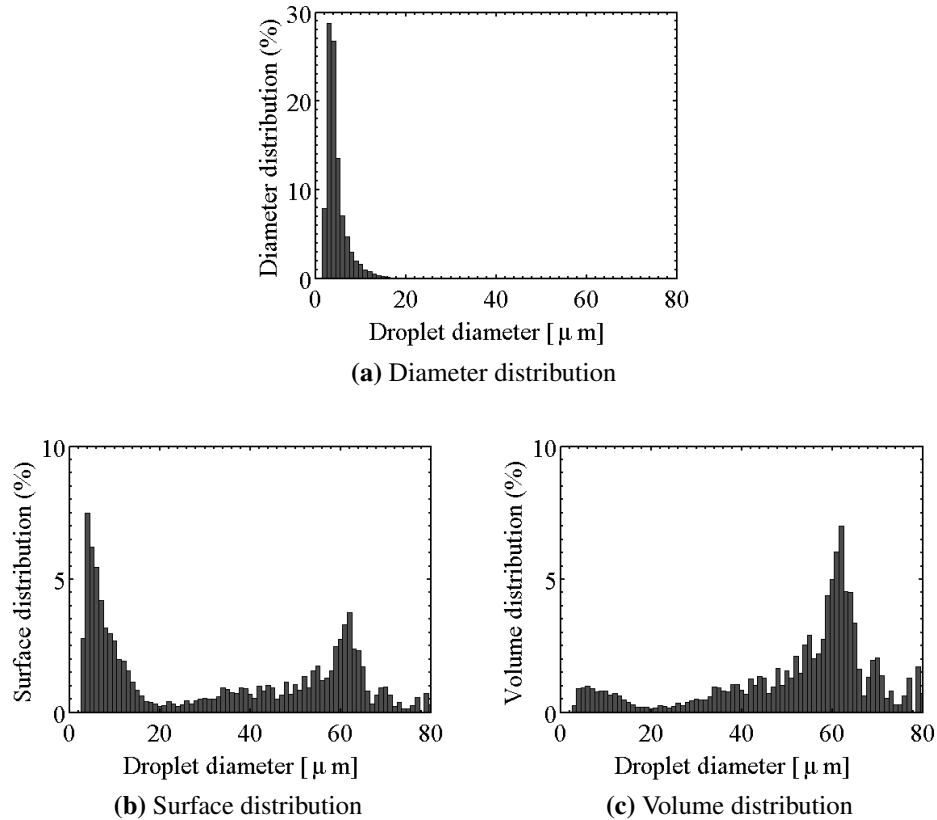 30
20
10
0
Diameter distribution (%)
0 20 40 60 80
Droplet diameter [ μ m]
(a) Diameter distribution
10
5
0
Surface distribution (%)
0 20 40 60 80
Droplet diameter [ μ m]
(b) Surface distribution
10
5
0
Volume distribution (%)
0 20 40 60 80
Droplet diameter [ μ m]
(c) Volume distribution